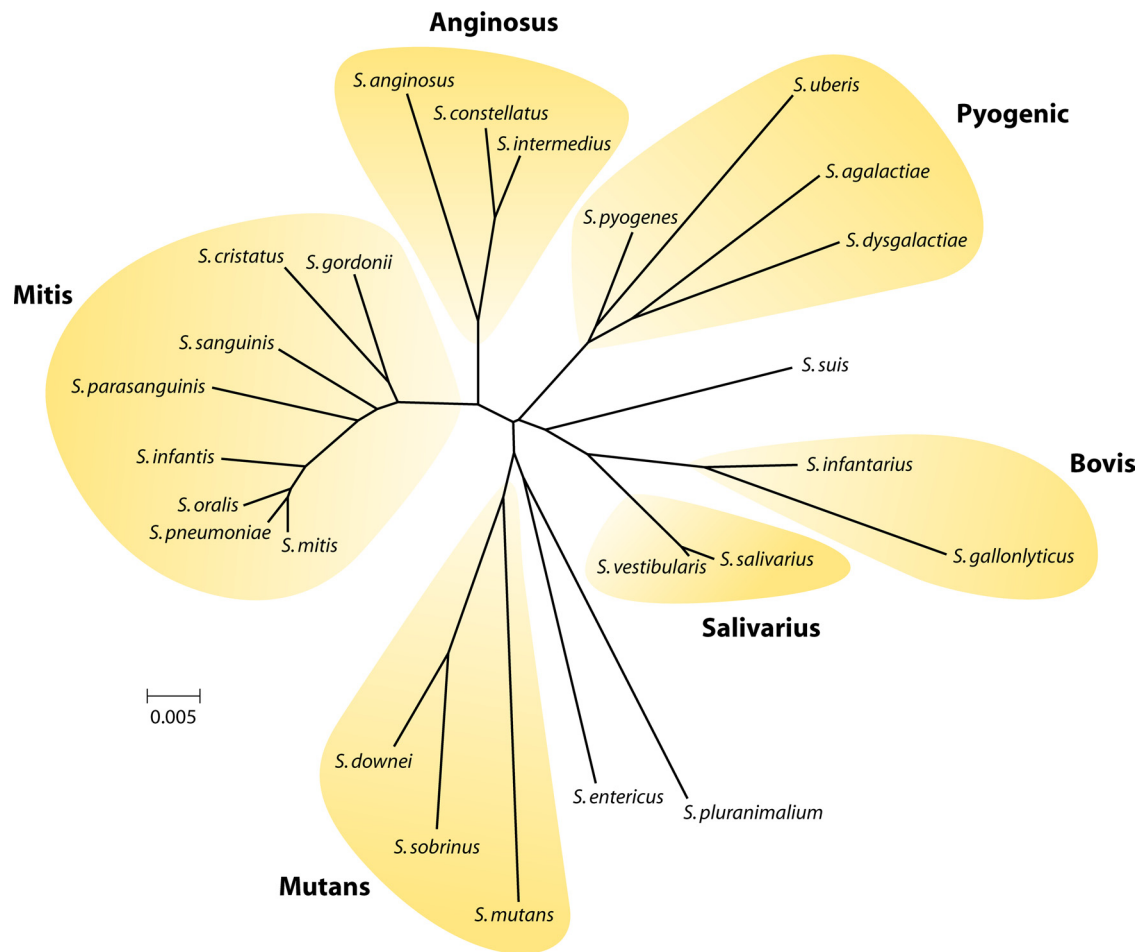 Anginosus
S. anginosus
S. constellatus
S. intermedius
Pyogenic
S. uberis
S. agalactiae
S. pyogenes
S. dysgalactiae
Mitis
S. cristatus
S. gordonii
S. sanguinis
S. parasanguinis
S. infantis
S. oralis
S. pneumoniae
S. mitis
S. suis
Bovis
S. infantarius
S. gallonlyticus
S. vestibularis
S. salivarius
Salivarius
0.005
S. downei
S. sobrinus
S. mutans
Mutans
S. entericus
S. pluranimalium